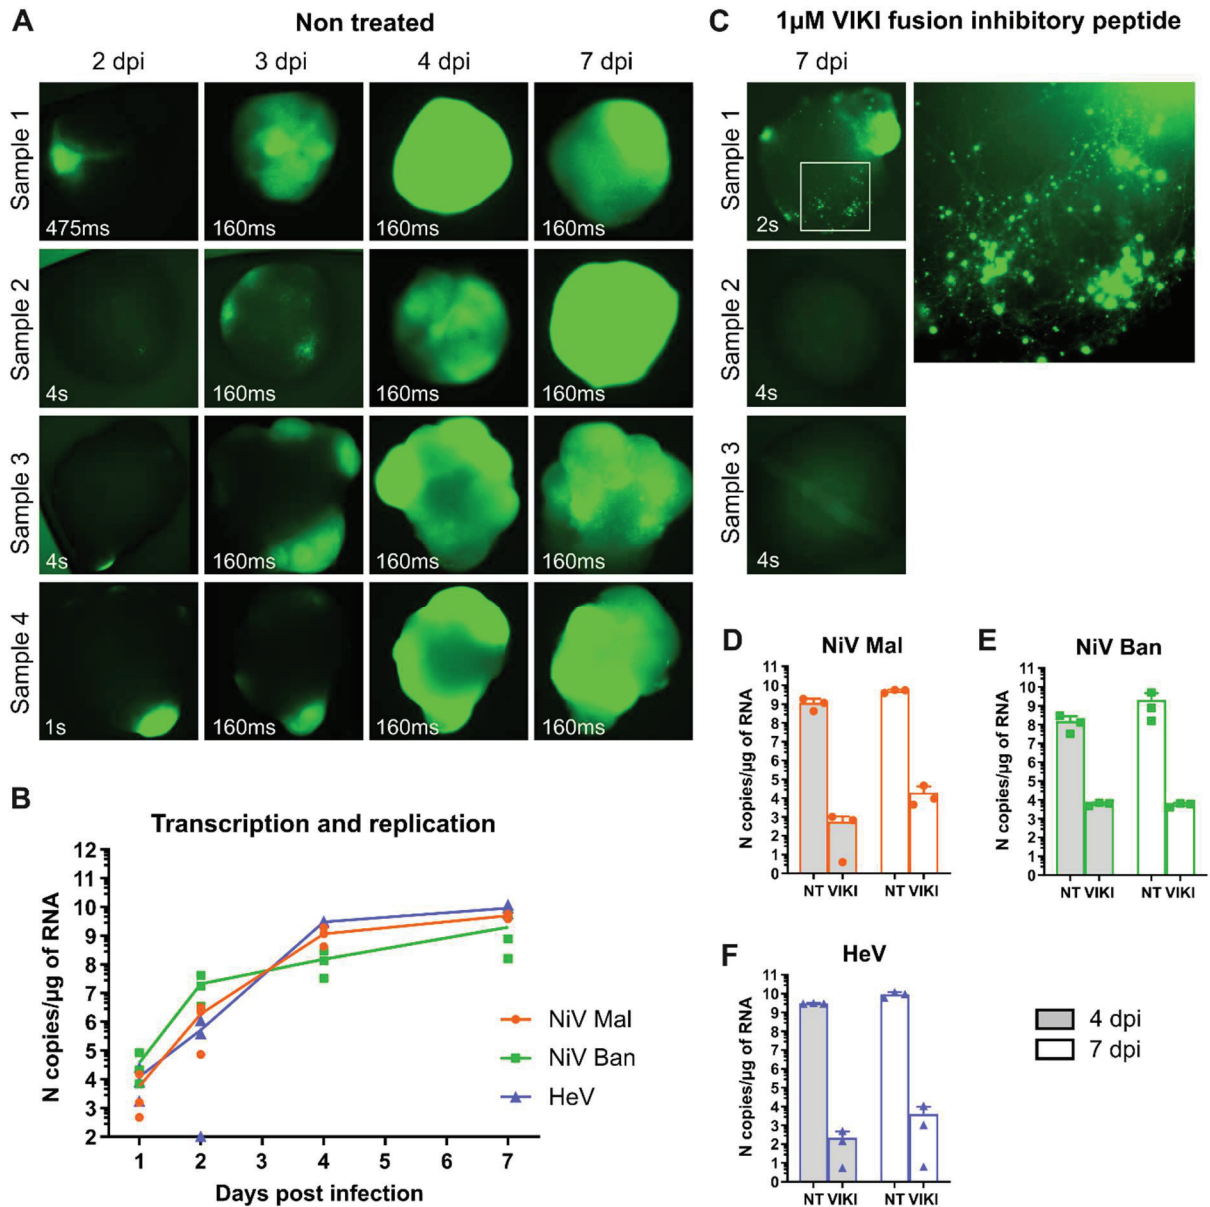 A
Non treated
2 dpi 3 dpi 4 dpi 7 dpi
Sample 1
475ms 160ms 160ms 160ms
Sample 2
4s 160ms 160ms 160ms
Sample 3
4s 160ms 160ms 160ms
Sample 4
1s 160ms 160ms 160ms
C
1µM VIKI fusion inhibitory peptide
7 dpi
Sample 1
2s
Sample 2
4s
Sample 3
4s
B
Transcription and replication
N copies/µg of RNA
12
11
10
9
8
7
6
5
4
3
2
1 2 3 4 5 6 7
Days post infection
NiV Mal
NiV Ban
HeV
D
NiV Mal
N copies/µg of RNA
11
10
9
8
7
6
5
4
3
2
1
0
NT VIKI NT VIKI
E
NiV Ban
N copies/µg of RNA
11
10
9
8
7
6
5
4
3
2
1
0
NT VIKI NT VIKI
F
HeV
N copies/µg of RNA
11
10
9
8
7
6
5
4
3
2
1
0
NT VIKI NT VIKI
4 dpi
7 dpi